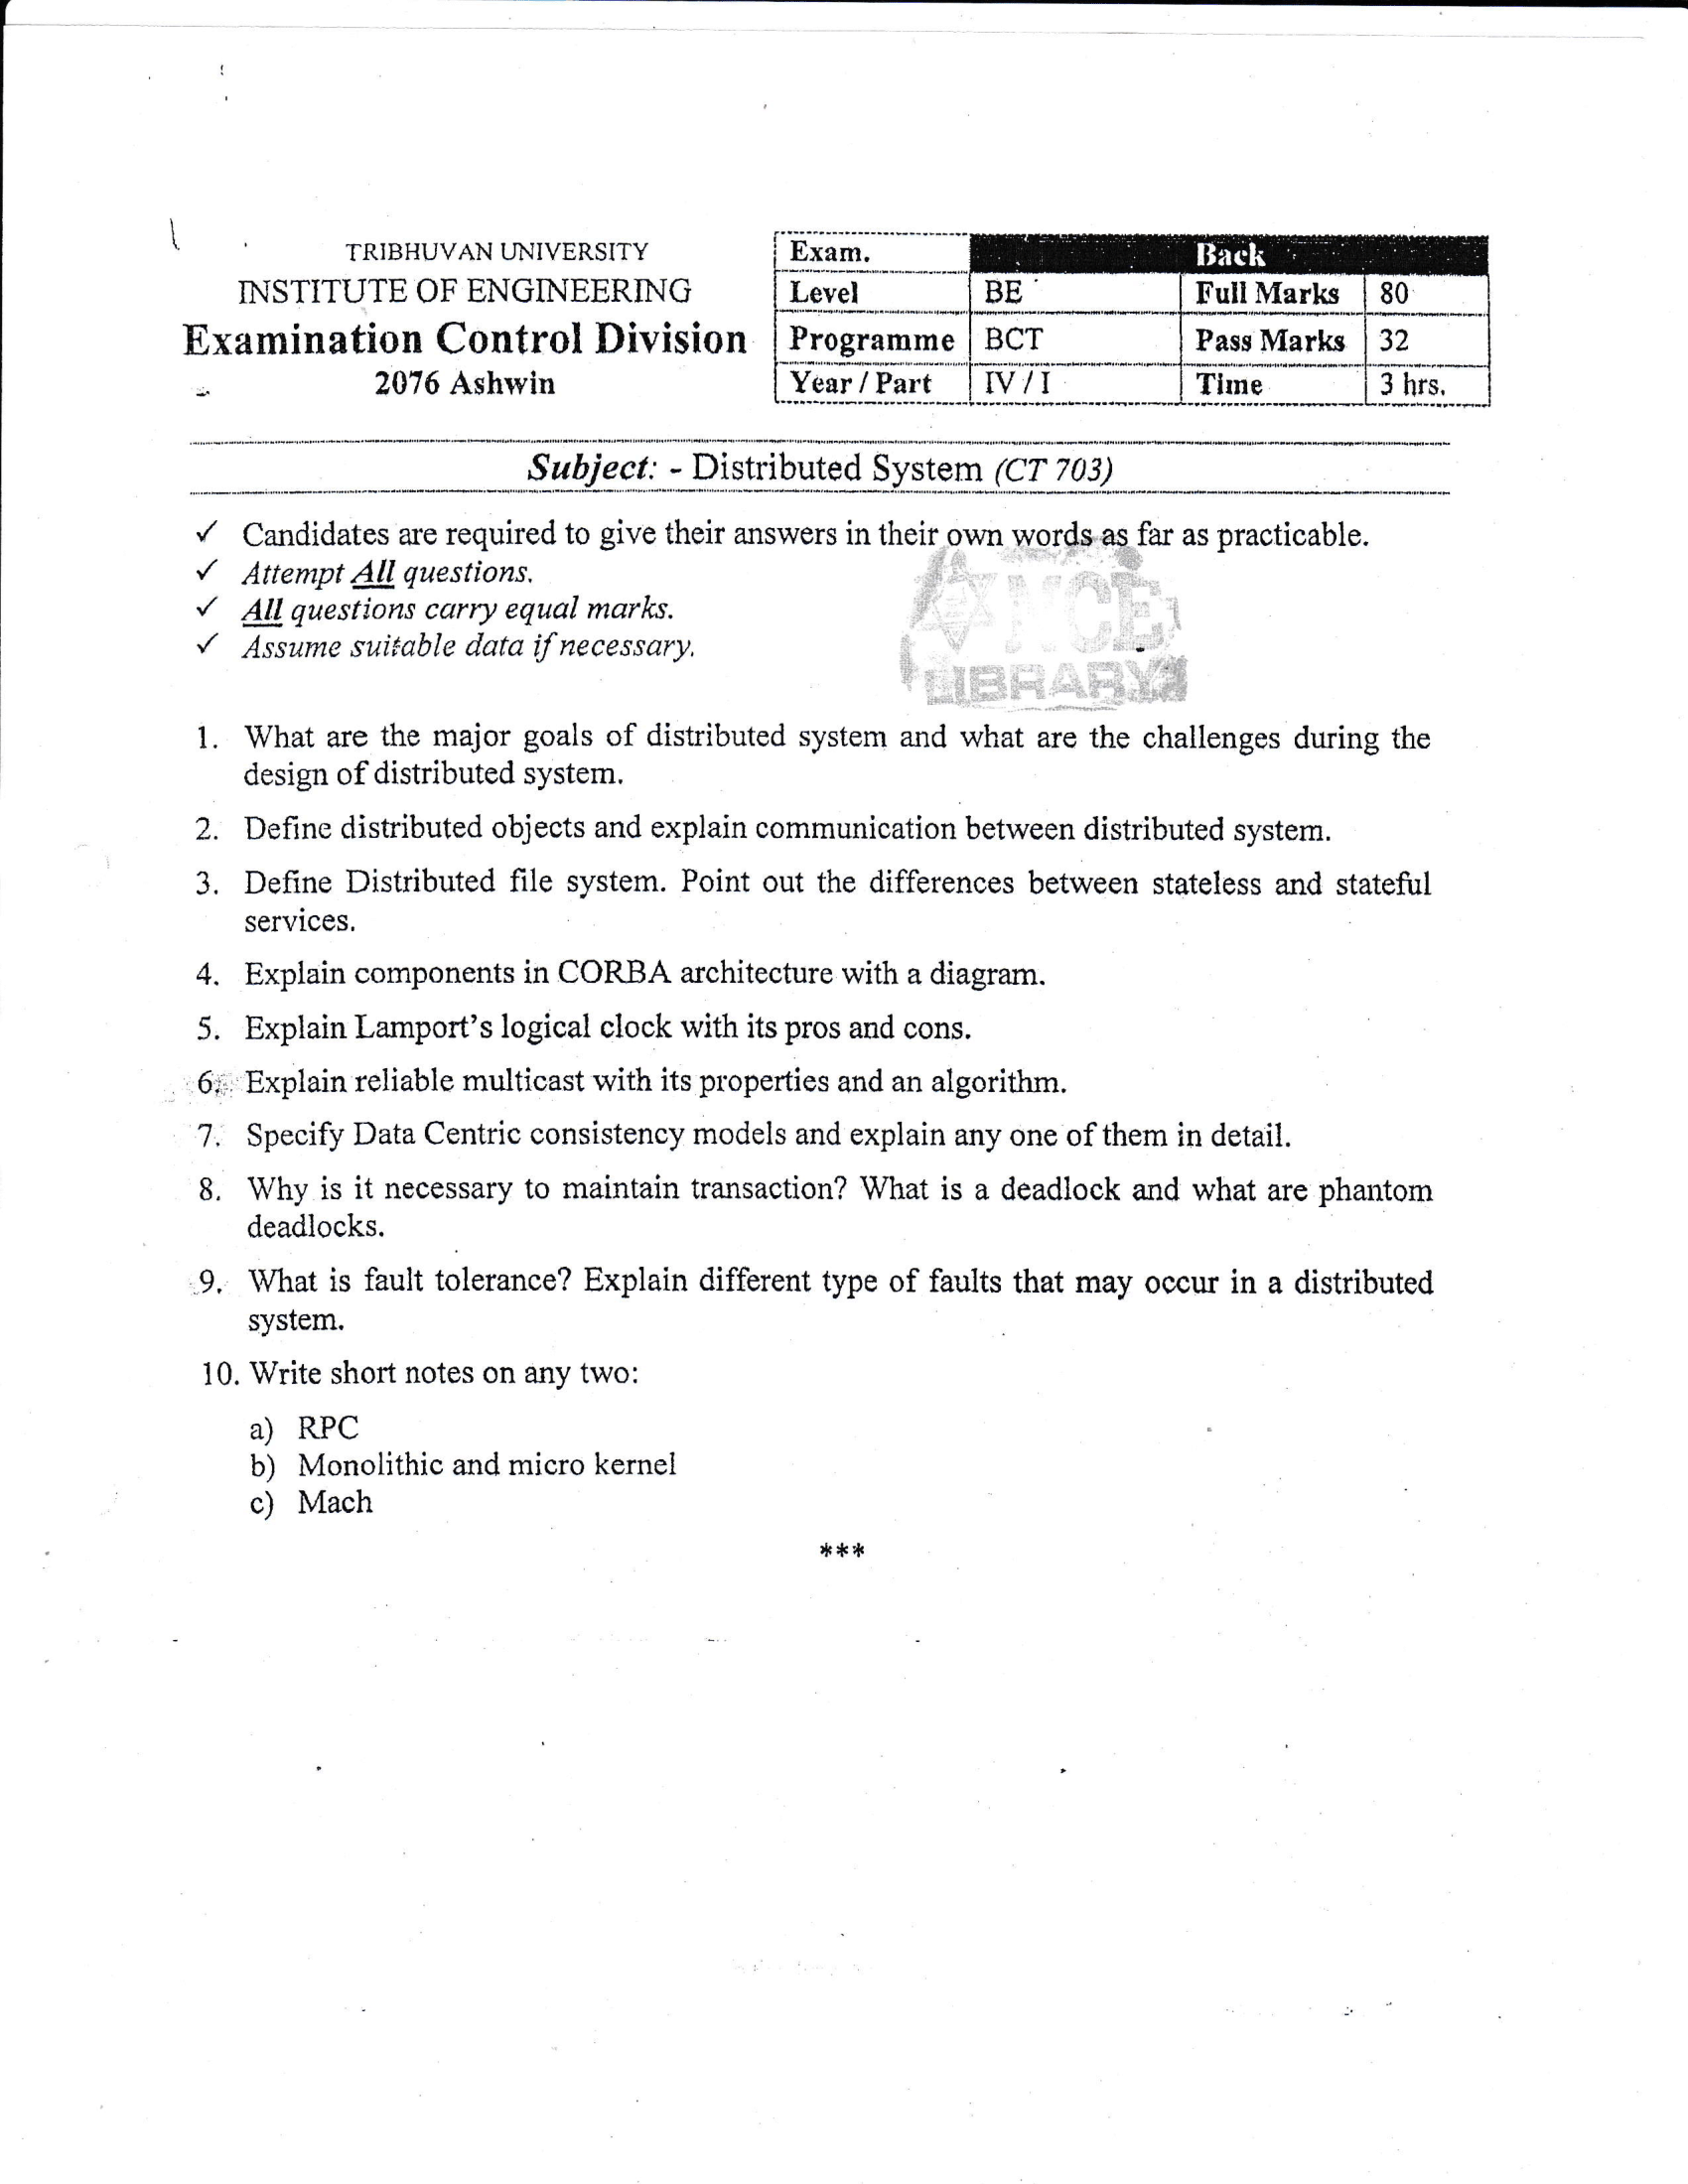 TRIBHUVAN UNIVERSITY
INSTITUTE OF ENGINEERING
Examination Control Division
2076 Ashwin
Exam. Back
Level BE Full Marks 80
Programme BCT Pass Marks 32
Year / Part IV / I Time 3 hrs.
Subject: - Distributed System (CT 703)
✓ Candidates are required to give their answers in their own words as far as practicable.
✓ Attempt All questions.
✓ All questions carry equal marks.
✓ Assume suitable data if necessary.
NCE
LIBRARY
1. What are the major goals of distributed system and what are the challenges during the
design of distributed system.
2. Define distributed objects and explain communication between distributed system.
3. Define Distributed file system. Point out the differences between stateless and stateful
services.
4. Explain components in CORBA architecture with a diagram.
5. Explain Lamport's logical clock with its pros and cons.
6. Explain reliable multicast with its properties and an algorithm.
7. Specify Data Centric consistency models and explain any one of them in detail.
8. Why is it necessary to maintain transaction? What is a deadlock and what are phantom
deadlocks.
9. What is fault tolerance? Explain different type of faults that may occur in a distributed
system.
10. Write short notes on any two:
a) RPC
b) Monolithic and micro kernel
c) Mach
***